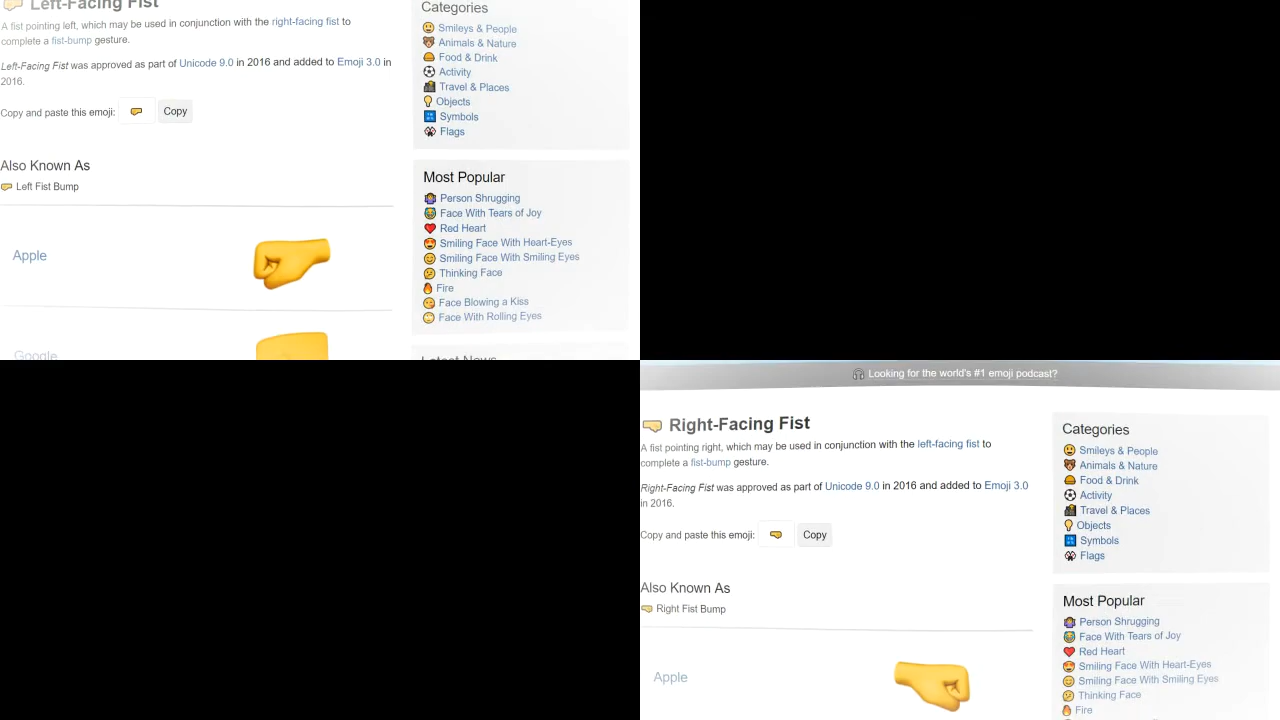 Left-Facing Fist
A fist pointing left, which may be used in conjunction with the right-facing fist to
complete a fist-bump gesture.
Left-Facing Fist was approved as part of Unicode 9.0 in 2016 and added to Emoji 3.0 in
2016.
Copy and paste this emoji: Copy
Also Known As
Left Fist Bump
Apple
Google
Categories
Smileys & People
Animals & Nature
Food & Drink
Activity
Travel & Places
Objects
Symbols
Flags
Most Popular
Person Shrugging
Face With Tears of Joy
Red Heart
Smiling Face With Heart-Eyes
Smiling Face With Smiling Eyes
Thinking Face
Fire
Face Blowing a Kiss
Face With Rolling Eyes
Latest News
Looking for the world's #1 emoji podcast?
Right-Facing Fist
A fist pointing right, which may be used in conjunction with the left-facing fist to
complete a fist-bump gesture.
Right-Facing Fist was approved as part of Unicode 9.0 in 2016 and added to Emoji 3.0
in 2016.
Copy and paste this emoji: Copy
Also Known As
Right Fist Bump
Apple
Categories
Smileys & People
Animals & Nature
Food & Drink
Activity
Travel & Places
Objects
Symbols
Flags
Most Popular
Person Shrugging
Face With Tears of Joy
Red Heart
Smiling Face With Heart-Eyes
Smiling Face With Smiling Eyes
Thinking Face
Fire